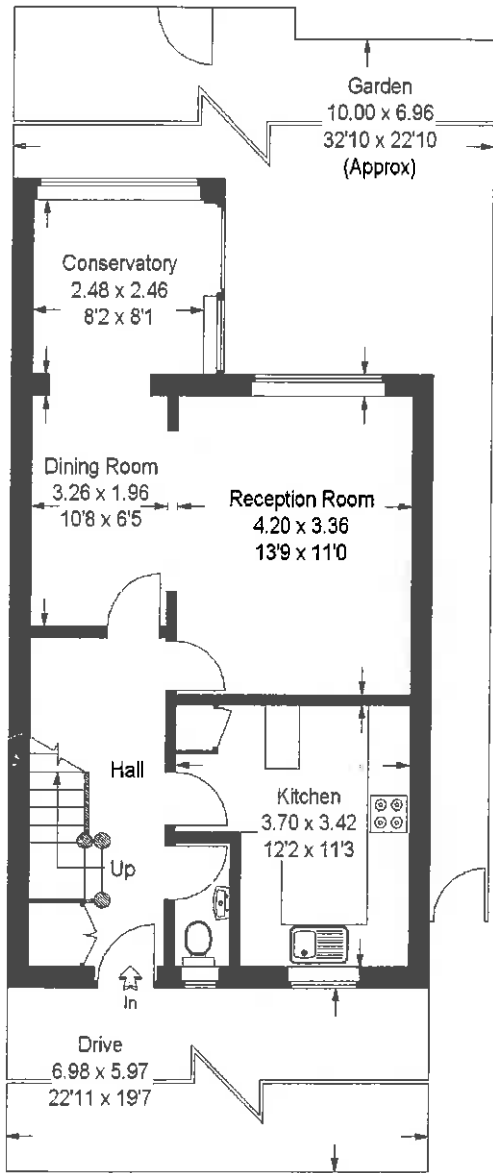 Garden
10.00 x 6.96
32'10 x 22'10
(Approx)
Conservatory
2.48 x 2.46
8'2 x 8'1
Dining Room
3.26 x 1.96
10'8 x 6'5
Reception Room
4.20 x 3.36
13'9 x 11'0
Hall
Kitchen
3.70 x 3.42
12'2 x 11'3
Up
In
Drive
6.98 x 5.97
22'11 x 19'7